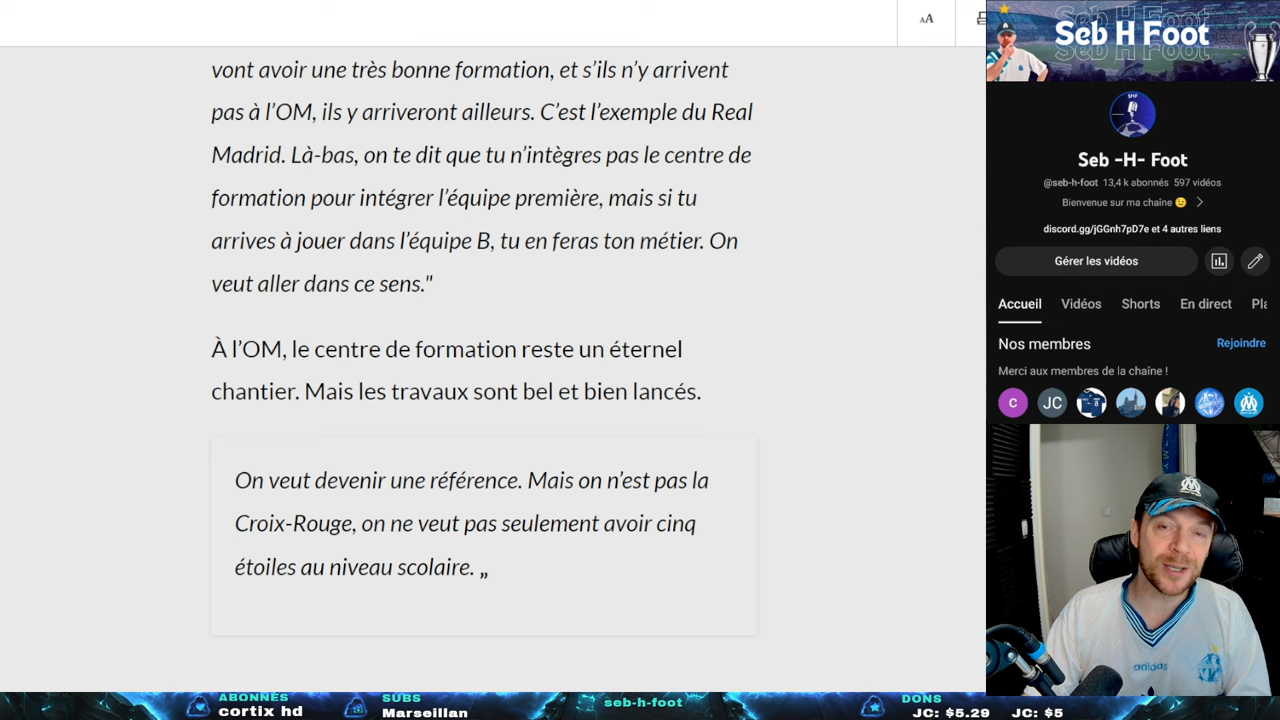 AA
vont avoir une très bonne formation, et s’ils n’y arrivent
pas à l’OM, ils y arriveront ailleurs. C’est l’exemple du Real
Madrid. Là-bas, on te dit que tu n’intègres pas le centre de
formation pour intégrer l’équipe première, mais si tu
arrives à jouer dans l’équipe B, tu en feras ton métier. On
veut aller dans ce sens."
À l’OM, le centre de formation reste un éternel
chantier. Mais les travaux sont bel et bien lancés.
On veut devenir une référence. Mais on n’est pas la
Croix-Rouge, on ne veut pas seulement avoir cinq
étoiles au niveau scolaire. „
Seb H Foot
SHF
Seb -H- Foot
@seb-h-foot 13,4 k abonnés 597 vidéos
Bienvenue sur ma chaîne
discord.gg/jGGnh7pD7e et 4 autres liens
Gérer les vidéos
Accueil Vidéos Shorts En direct Pla
Nos membres Rejoindre
Merci aux membres de la chaîne !
C JC 8
adidas
ABONNÉS
cortix hd
SUBS
Marseillan
seb-h-foot
DONS
JC: $5.29 JC: $5